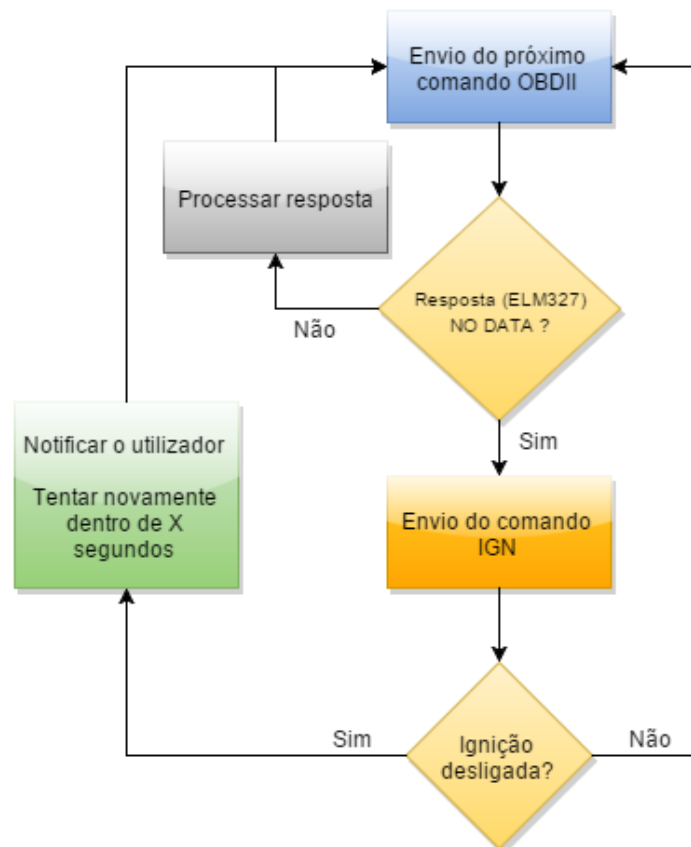 Envio do próximo
comando OBDII
Processar resposta
Resposta (ELM327)
NO DATA ?
Não
Sim
Notificar o utilizador
Tentar novamente
dentro de X
segundos
Envio do comando
IGN
Sim
Ignição
desligada?
Não